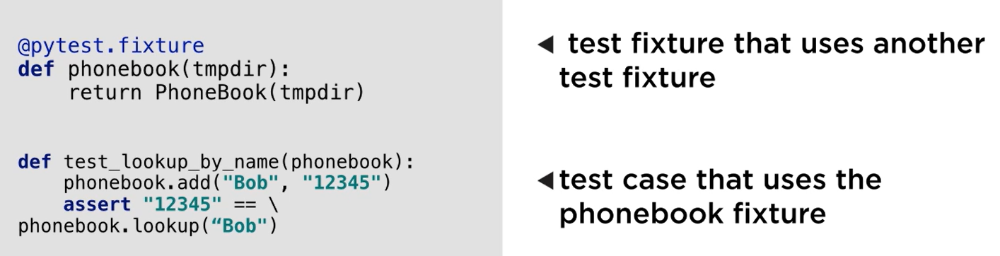 @pytest.fixture
def phonebook(tmpdir):
    return PhoneBook(tmpdir)
◀ test fixture that uses another
test fixture
def test_lookup_by_name(phonebook):
    phonebook.add("Bob", "12345")
    assert "12345" == \
phonebook.lookup(“Bob")
◀ test case that uses the
phonebook fixture